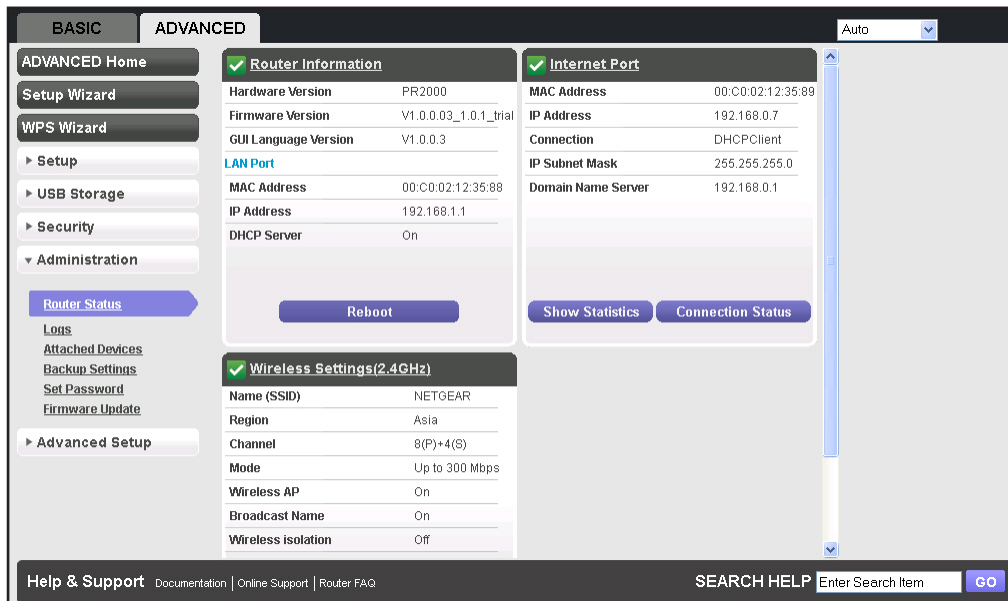 BASIC
ADVANCED
Auto
ADVANCED Home
Setup Wizard
WPS Wizard
Setup
USB Storage
Security
Administration
Router Status
Logs
Attached Devices
Backup Settings
Set Password
Firmware Update
Advanced Setup
Router Information
Hardware Version PR2000
Firmware Version V1.0.0.03_1.0.1_trial
GUI Language Version V1.0.0.3
LAN Port
MAC Address 00:C0:02:12:35:88
IP Address 192.168.1.1
DHCP Server On
Reboot
Internet Port
MAC Address 00:C0:02:12:35:89
IP Address 192.168.0.7
Connection DHCPClient
IP Subnet Mask 255.255.255.0
Domain Name Server 192.168.0.1
Show Statistics
Connection Status
Wireless Settings(2.4GHz)
Name (SSID) NETGEAR
Region Asia
Channel 8(P)+4(S)
Mode Up to 300 Mbps
Wireless AP On
Broadcast Name On
Wireless isolation Off
Help & Support Documentation | Online Support | Router FAQ
SEARCH HELP Enter Search Item GO